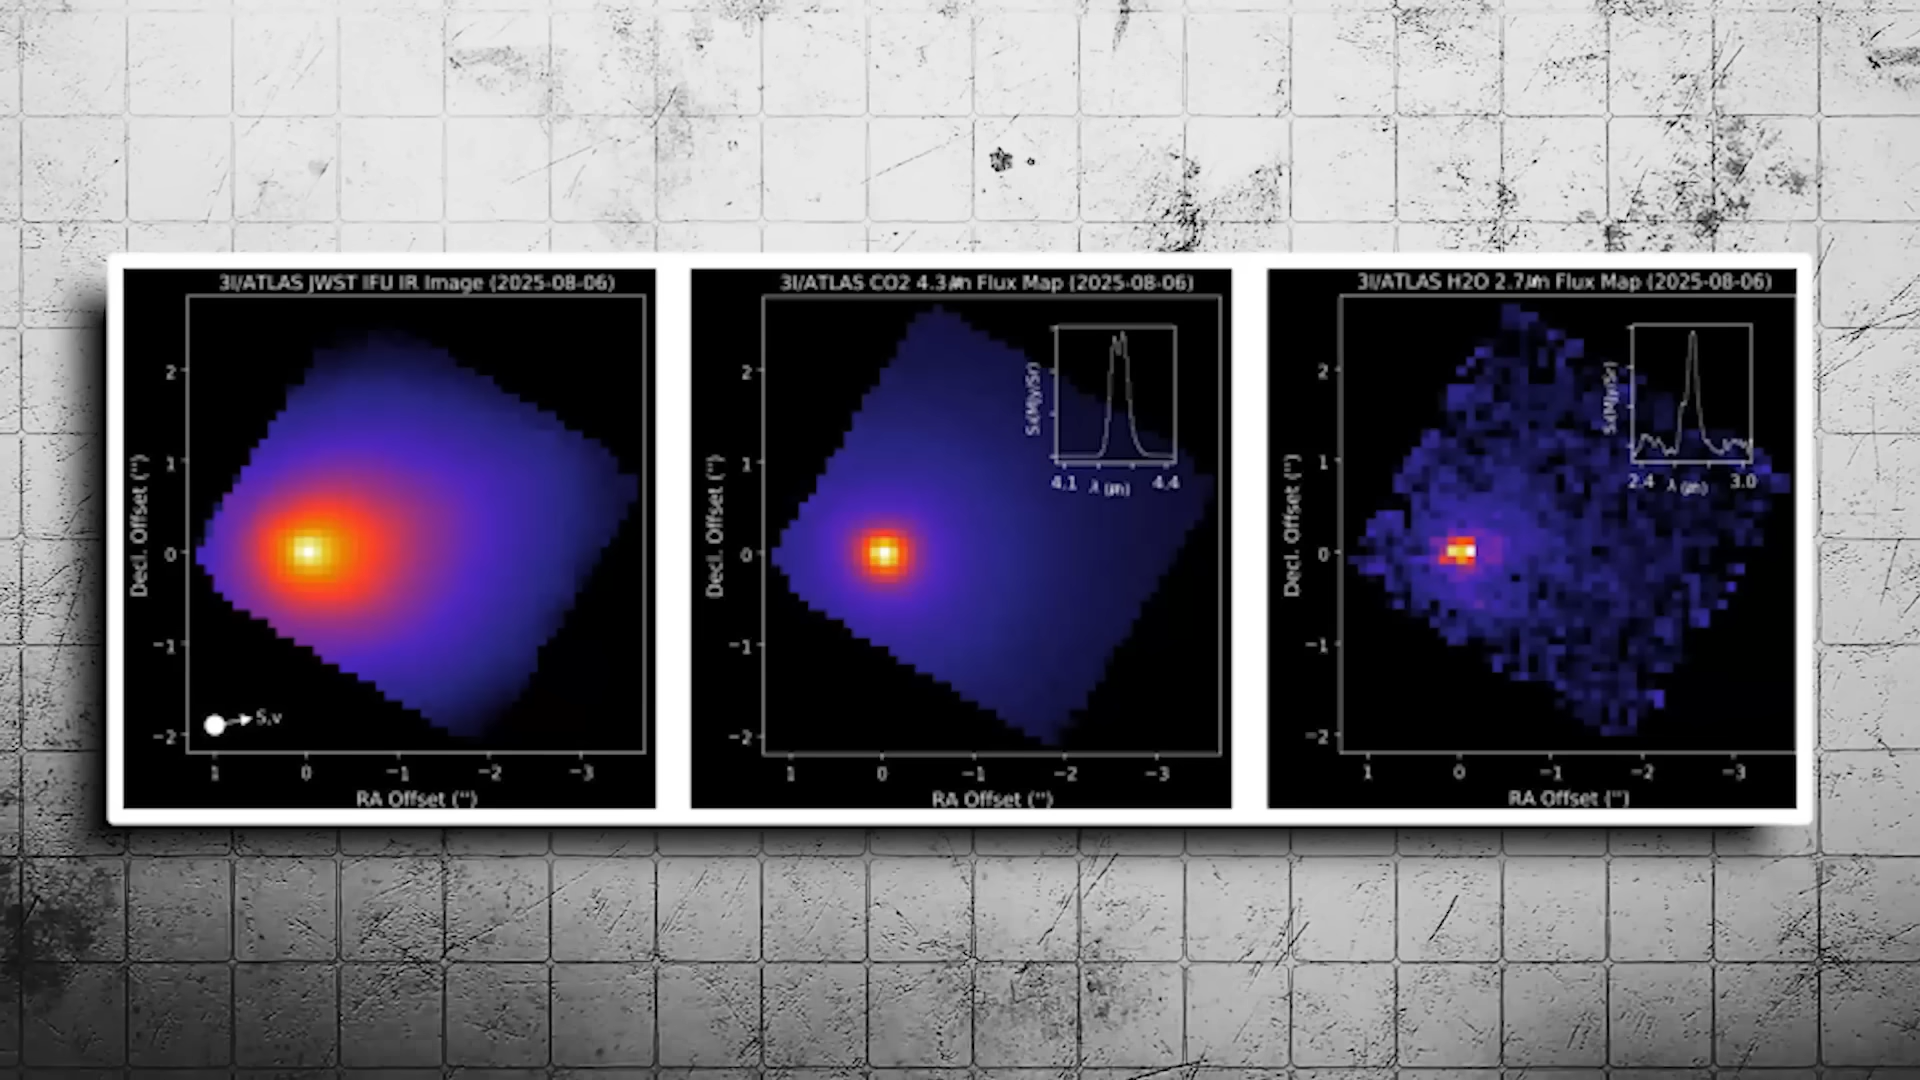 3I/ATLAS JWST IFU IR Image (2025-08-06)
Decl. Offset (")
2
1
0
−1
−2
S,v
1
0
−1
−2
−3
RA Offset (")
3I/ATLAS CO2 4.3μm Flux Map (2025-08-06)
Decl. Offset (")
2
1
0
−1
−2
S(MJy/Sr)
4.1
λ (μm)
4.4
1
0
−1
−2
−3
RA Offset (")
3I/ATLAS H2O 2.7μm Flux Map (2025-08-06)
Decl. Offset (")
2
1
0
−1
−2
S(MJy/Sr)
2.4
λ (μm)
3.0
1
0
−1
−2
−3
RA Offset (")